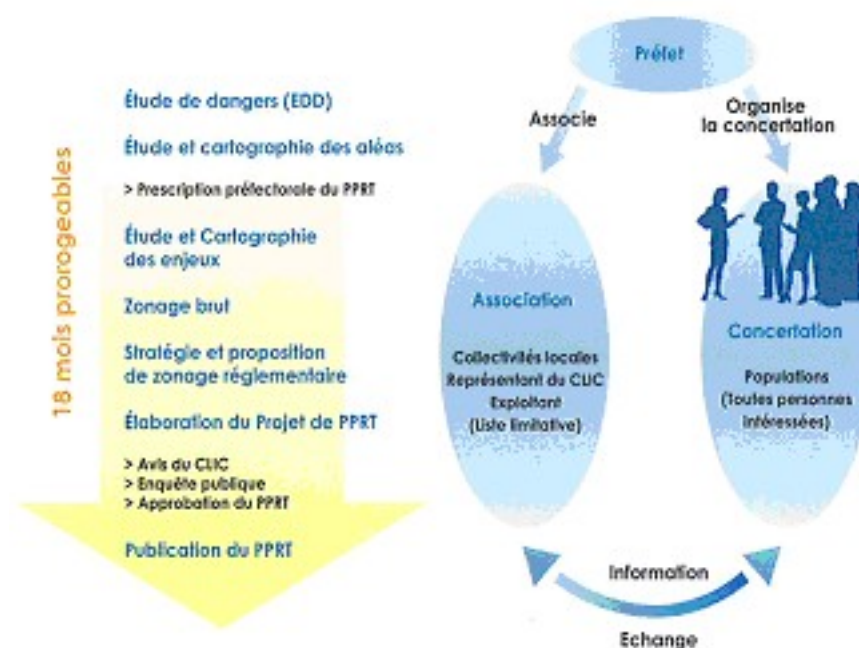 18 mois prorogeables
Étude de dangers (EDD)
Étude et cartographie des aléas
> Prescription préfectorale du PPRT
Étude et Cartographie
des enjeux
Zonage brut
Stratégie et proposition
de zonage réglementaire
Élaboration du Projet de PPRT
> Avis du CLIC
> Enquête publique
> Approbation du PPRT
Publication du PPRT
Préfet
Associe
Organise
la concertation
Association
Collectivités locales
Représentant du CLIC
Exploitant
(Liste limitative)
Concertation
Populations
(Toutes personnes
intéressées)
Information
Echange